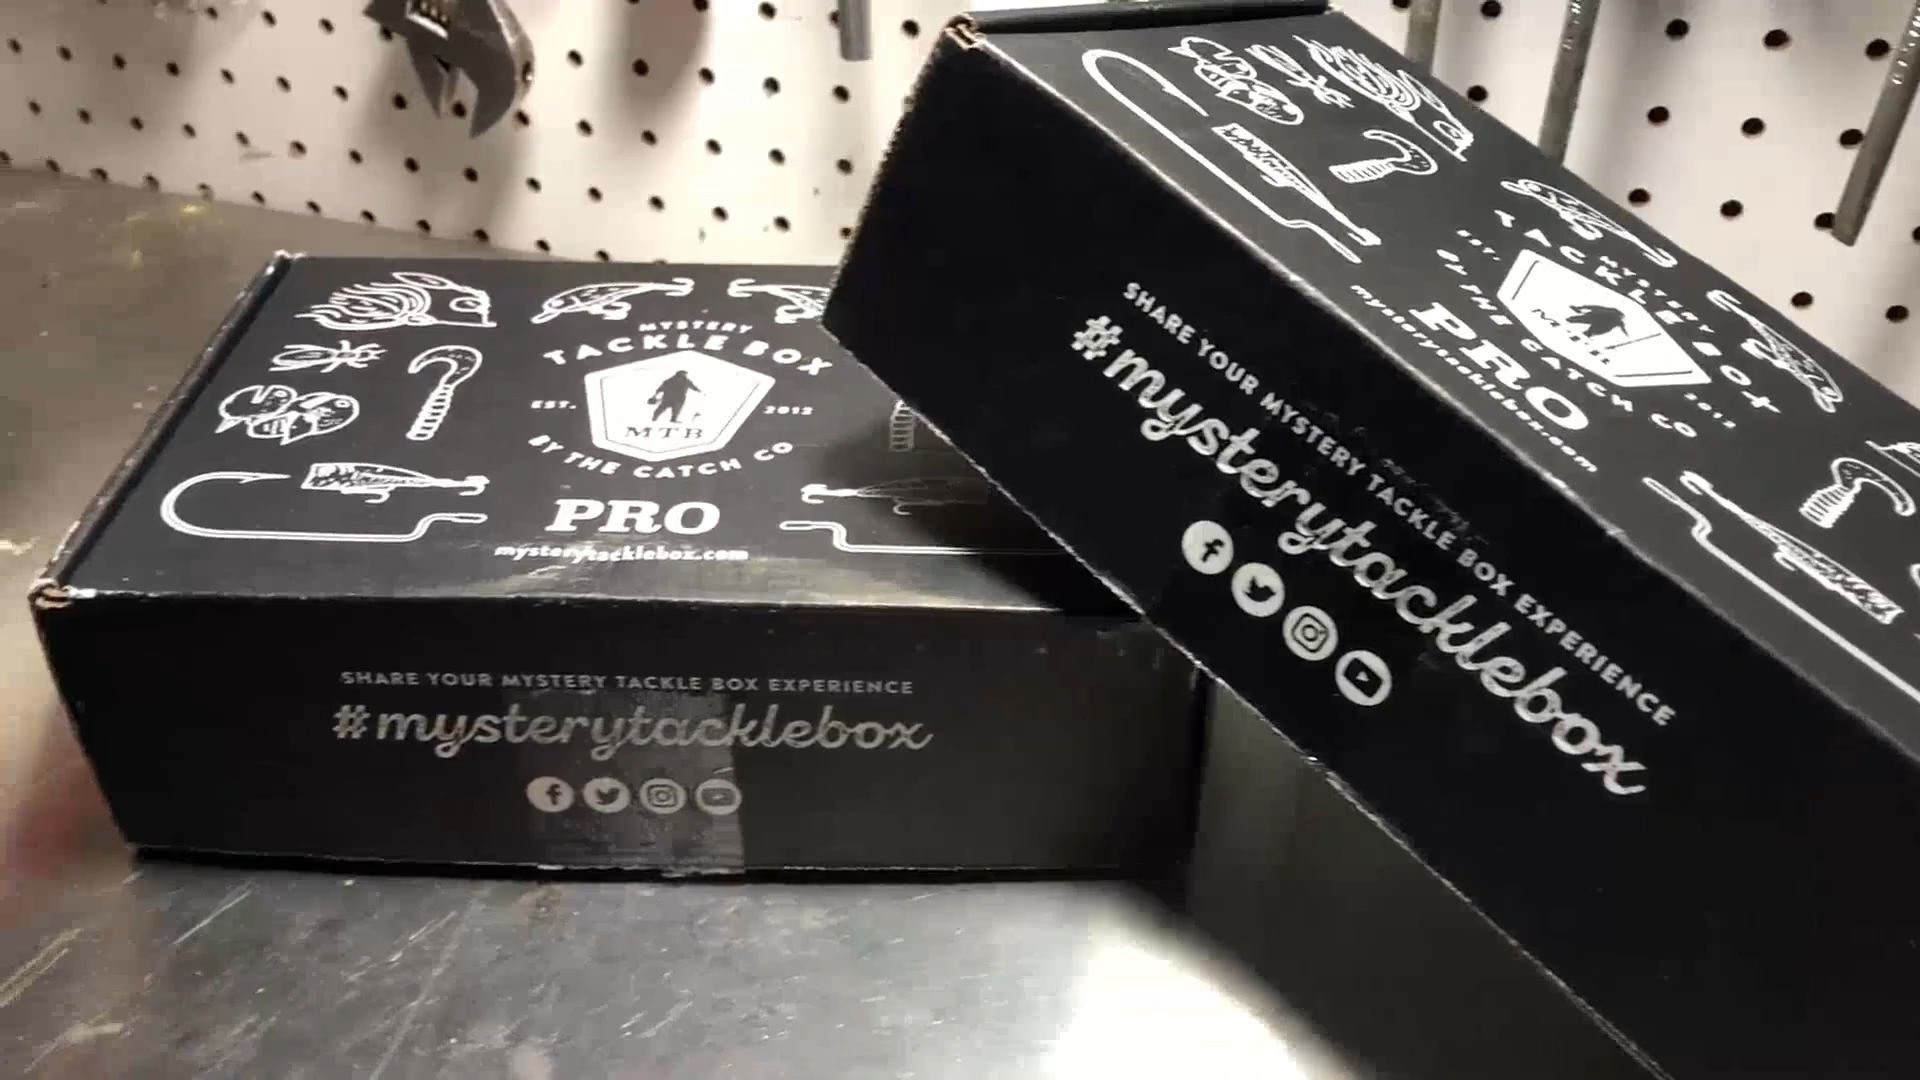 MYSTERY
TACKLE BOX
EST. 2012
MTB
BY THE CATCH CO
PRO
mysterytacklebox.com
SHARE YOUR MYSTERY TACKLE BOX EXPERIENCE
#mysterytacklebox
MYSTERY
TACKLE BOX
EST. 2012
MTB
BY THE CATCH CO
PRO
mysterytacklebox.com
SHARE YOUR MYSTERY TACKLE BOX EXPERIENCE
#mysterytacklebox